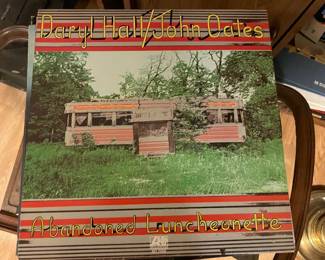 Daryl Hall/John Oates
Abandoned Luncheonette